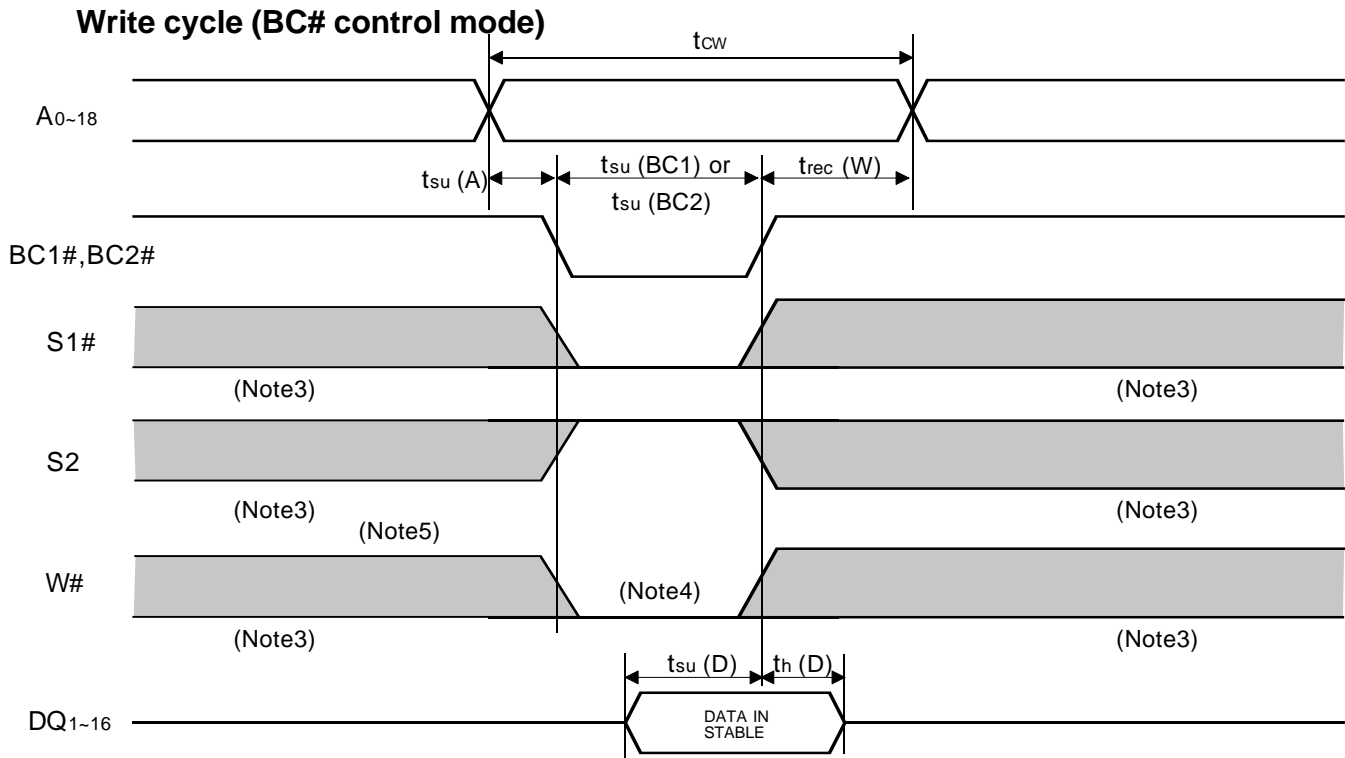 Write cycle (BC# control mode)
tCW
A0~18
tsu (A)
tsu (BC1) or
tsu (BC2)
trec (W)
BC1#,BC2#
S1#
(Note3)
(Note3)
S2
(Note3)
(Note3)
(Note5)
W#
(Note4)
(Note3)
(Note3)
tsu (D)
th (D)
DQ1~16
DATA IN
STABLE